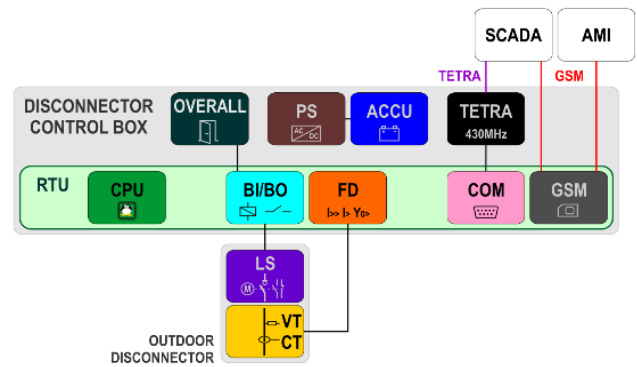 SCADA
AMI
TETRA
GSM
DISCONNECTOR
CONTROL BOX
OVERALL
PS
AC
DC
ACCU
TETRA
430MHz
RTU
CPU
BI/BO
FD
I>> I> Y0>
COM
GSM
LS
M
VT
CT
OUTDOOR
DISCONNECTOR